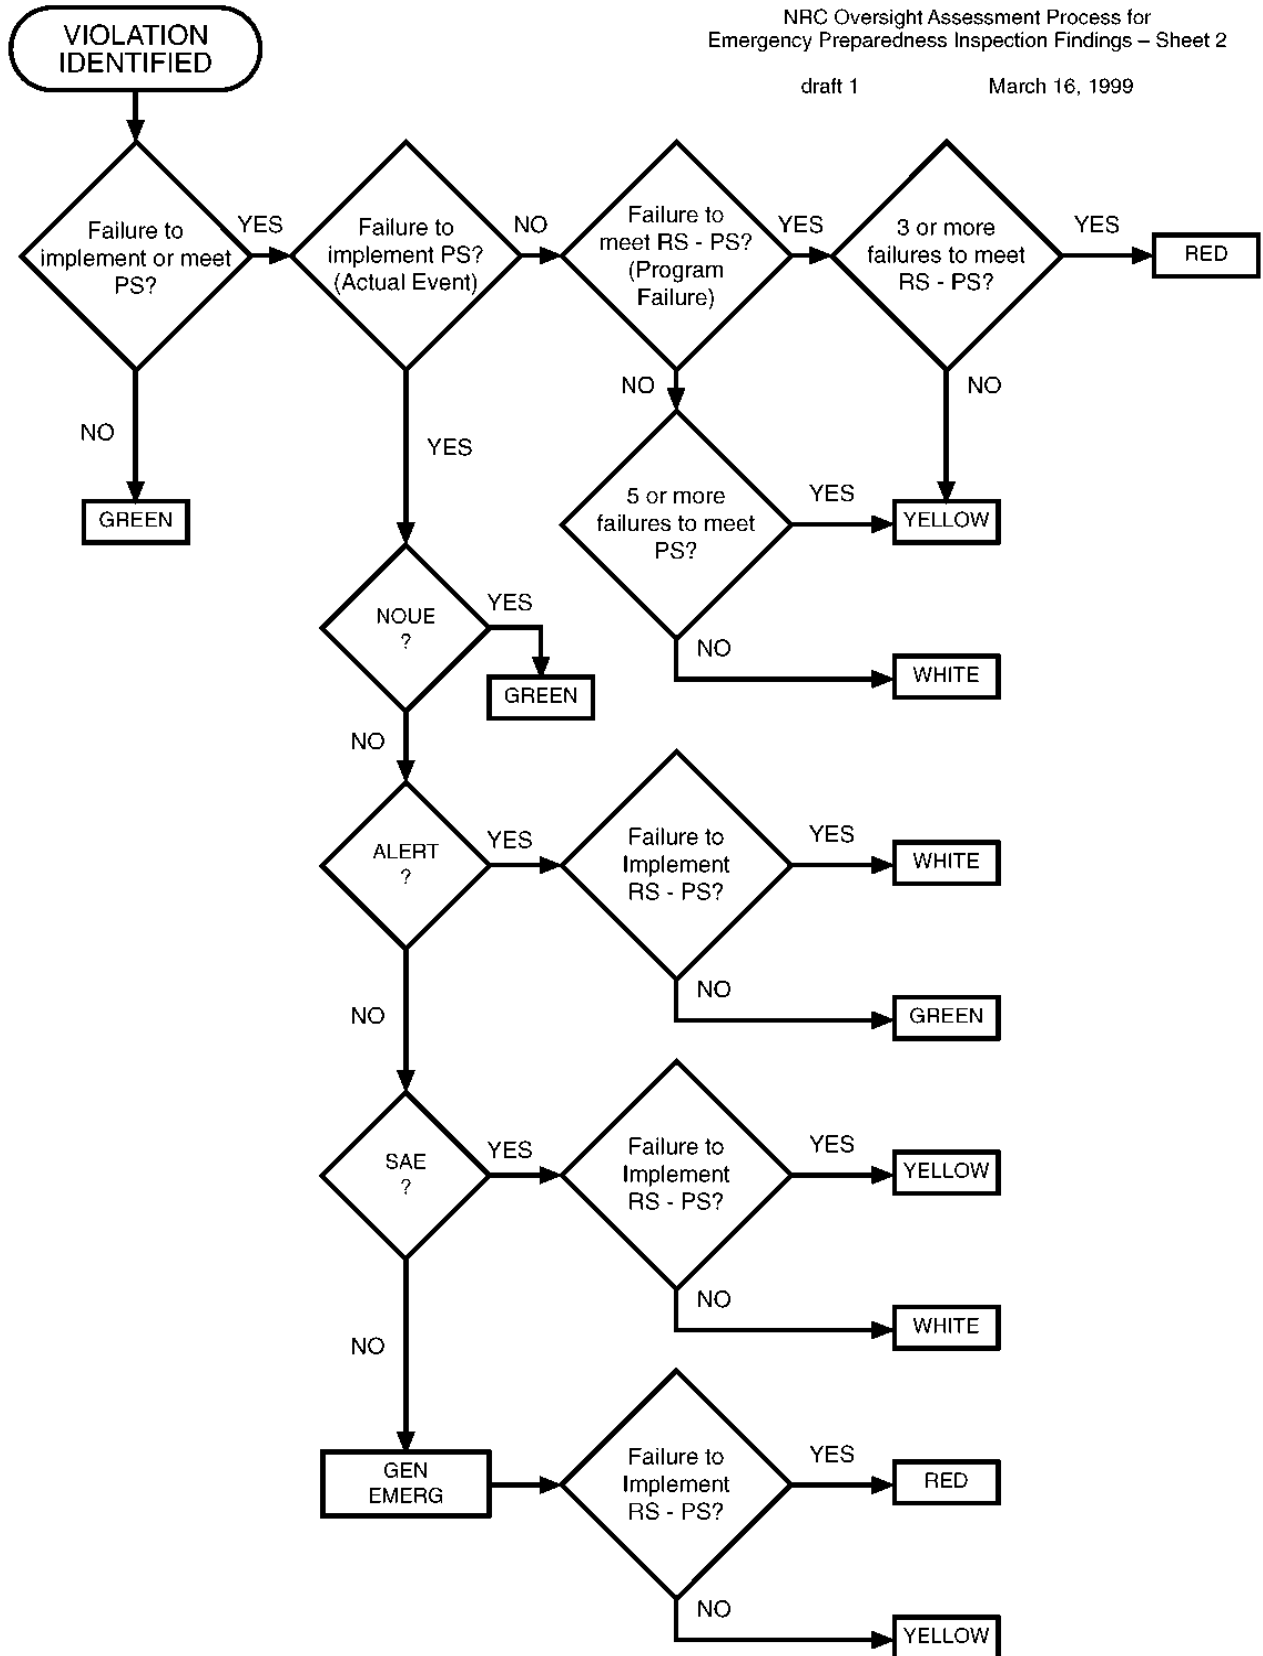 NRC Oversight Assessment Process for
Emergency Preparedness Inspection Findings – Sheet 2
draft 1 March 16, 1999
VIOLATION
IDENTIFIED
Failure to
implement or meet
PS?
YES
Failure to
implement PS?
(Actual Event)
NO
Failure to
meet RS - PS?
(Program
Failure)
YES
3 or more
failures to meet
RS - PS?
YES
RED
NO
GREEN
YES
NO
5 or more
failures to meet
PS?
YES
NO
YELLOW
NO
WHITE
NOUE
?
YES
GREEN
NO
ALERT
?
YES
Failure to
Implement
RS - PS?
YES
WHITE
NO
GREEN
NO
SAE
?
YES
Failure to
Implement
RS - PS?
YES
YELLOW
NO
WHITE
NO
GEN
EMERG
Failure to
Implement
RS - PS?
YES
RED
NO
YELLOW